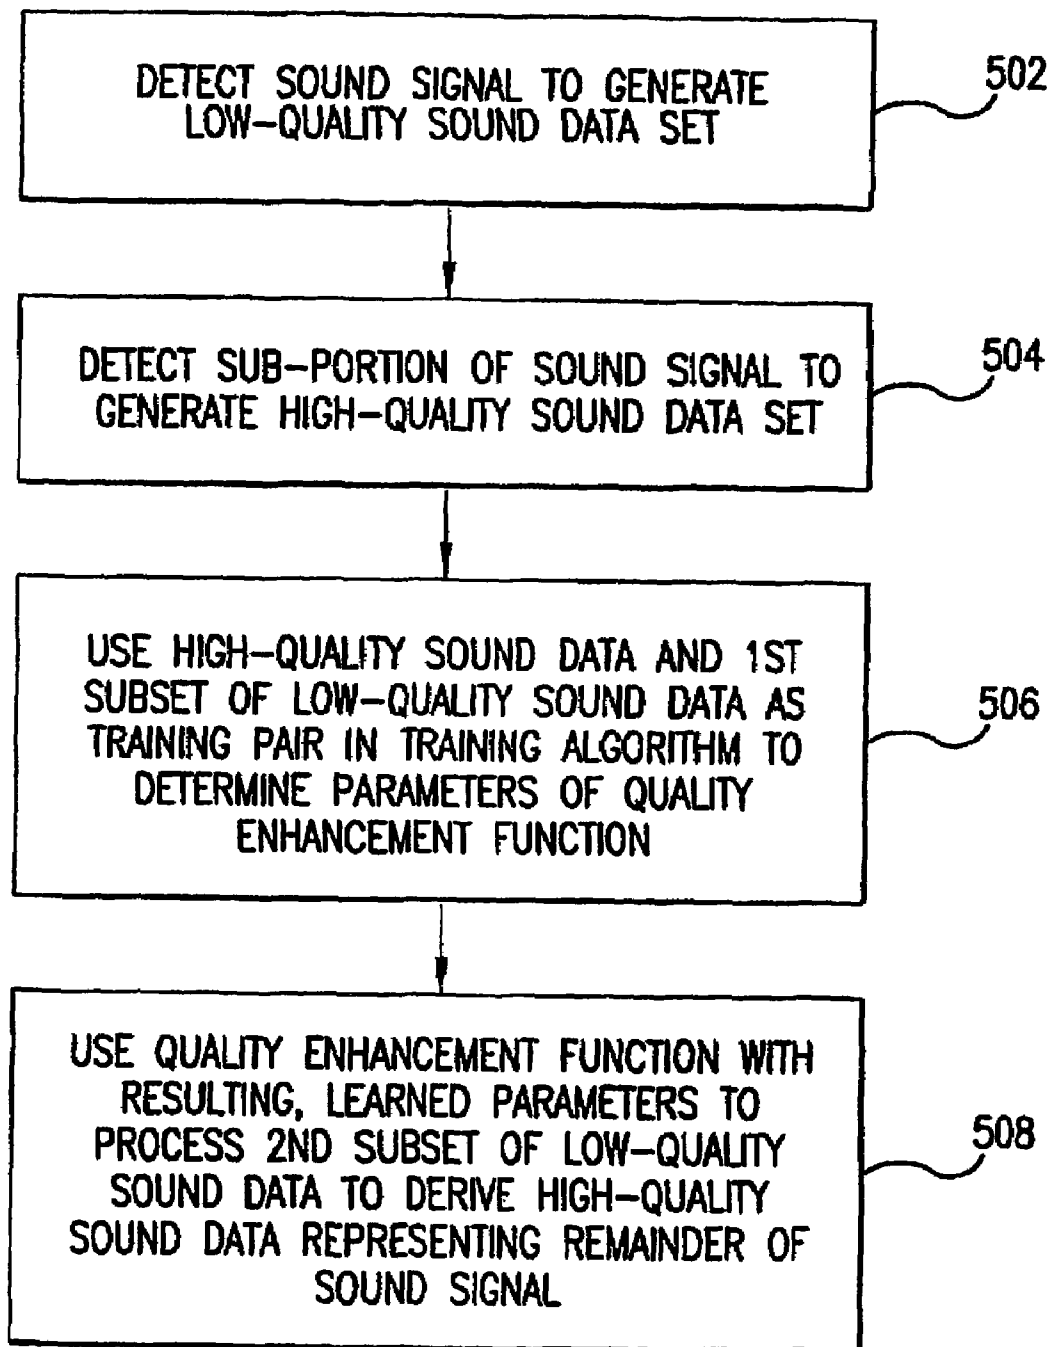 DETECT SOUND SIGNAL TO GENERATE
LOW-QUALITY SOUND DATA SET
502
DETECT SUB-PORTION OF SOUND SIGNAL TO
GENERATE HIGH-QUALITY SOUND DATA SET
504
USE HIGH-QUALITY SOUND DATA AND 1ST
SUBSET OF LOW-QUALITY SOUND DATA AS
TRAINING PAIR IN TRAINING ALGORITHM TO
DETERMINE PARAMETERS OF QUALITY
ENHANCEMENT FUNCTION
506
USE QUALITY ENHANCEMENT FUNCTION WITH
RESULTING, LEARNED PARAMETERS TO
PROCESS 2ND SUBSET OF LOW-QUALITY
SOUND DATA TO DERIVE HIGH-QUALITY
SOUND DATA REPRESENTING REMAINDER OF
SOUND SIGNAL
508